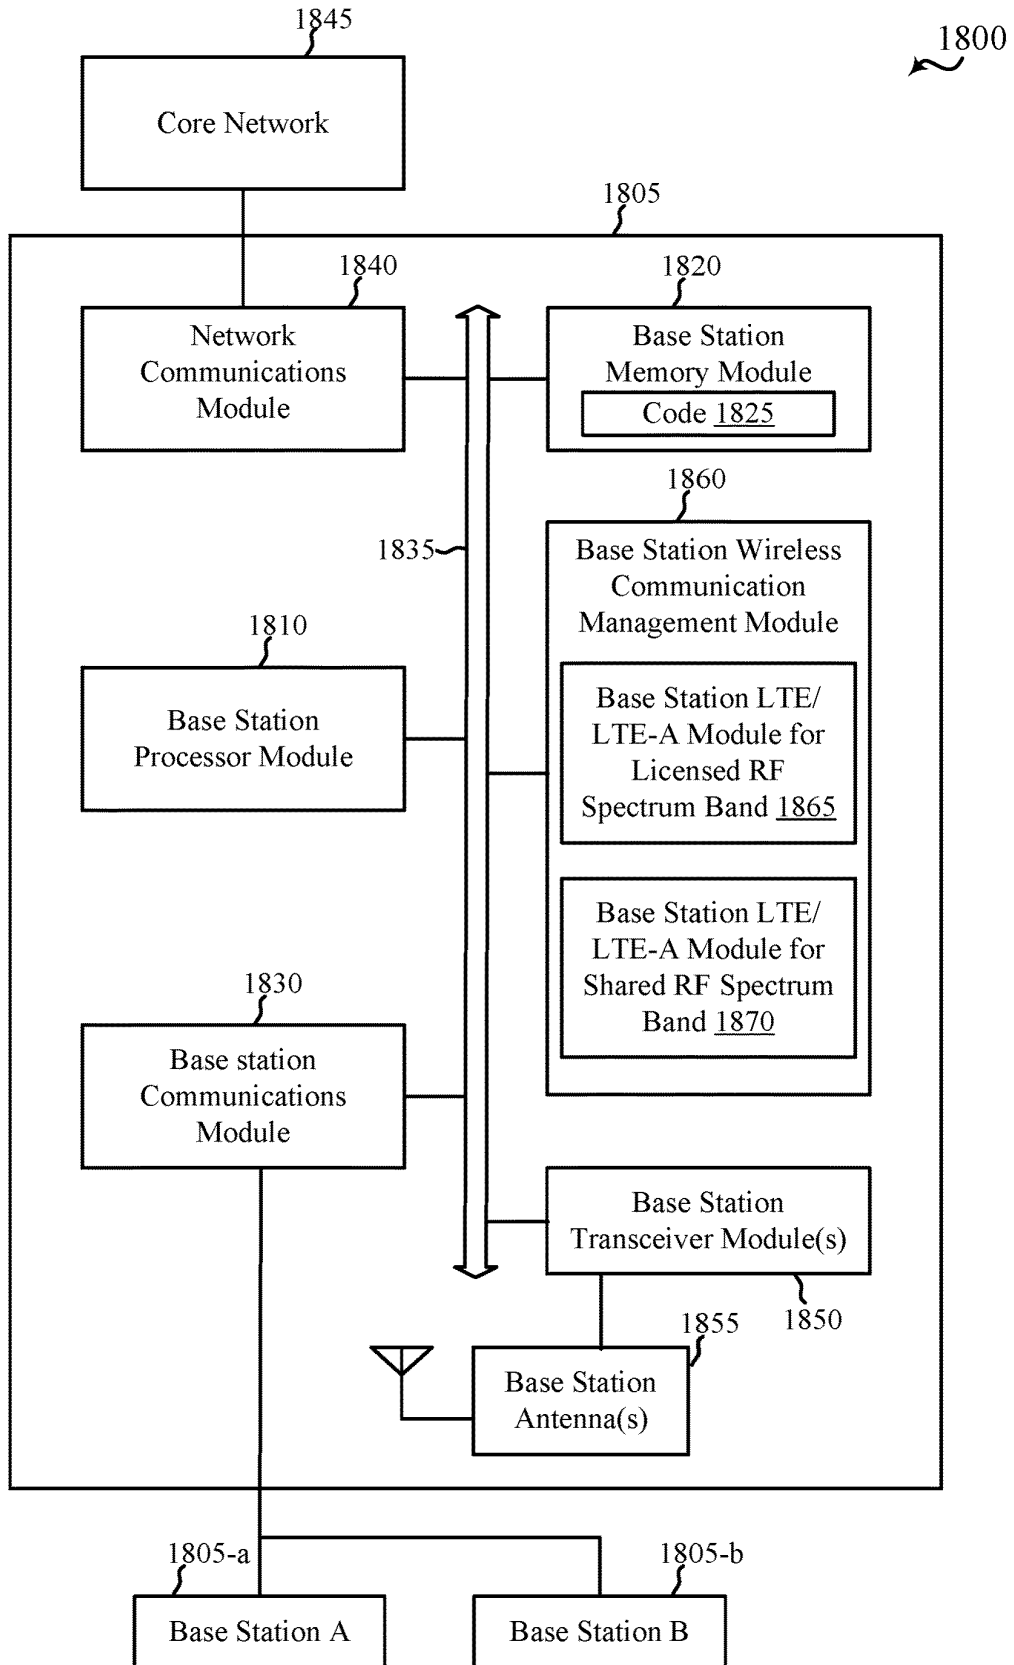 1845
1800
Core Network
1805
1840
1820
Network
Communications
Module
Base Station
Memory Module
Code 1825
1860
1835
Base Station Wireless
Communication
Management Module
1810
Base Station
Processor Module
Base Station LTE/
LTE-A Module for
Licensed RF
Spectrum Band 1865
Base Station LTE/
LTE-A Module for
Shared RF Spectrum
Band 1870
1830
Base station
Communications
Module
Base Station
Transceiver Module(s)
1850
1855
Base Station
Antenna(s)
1805-a
1805-b
Base Station A
Base Station B